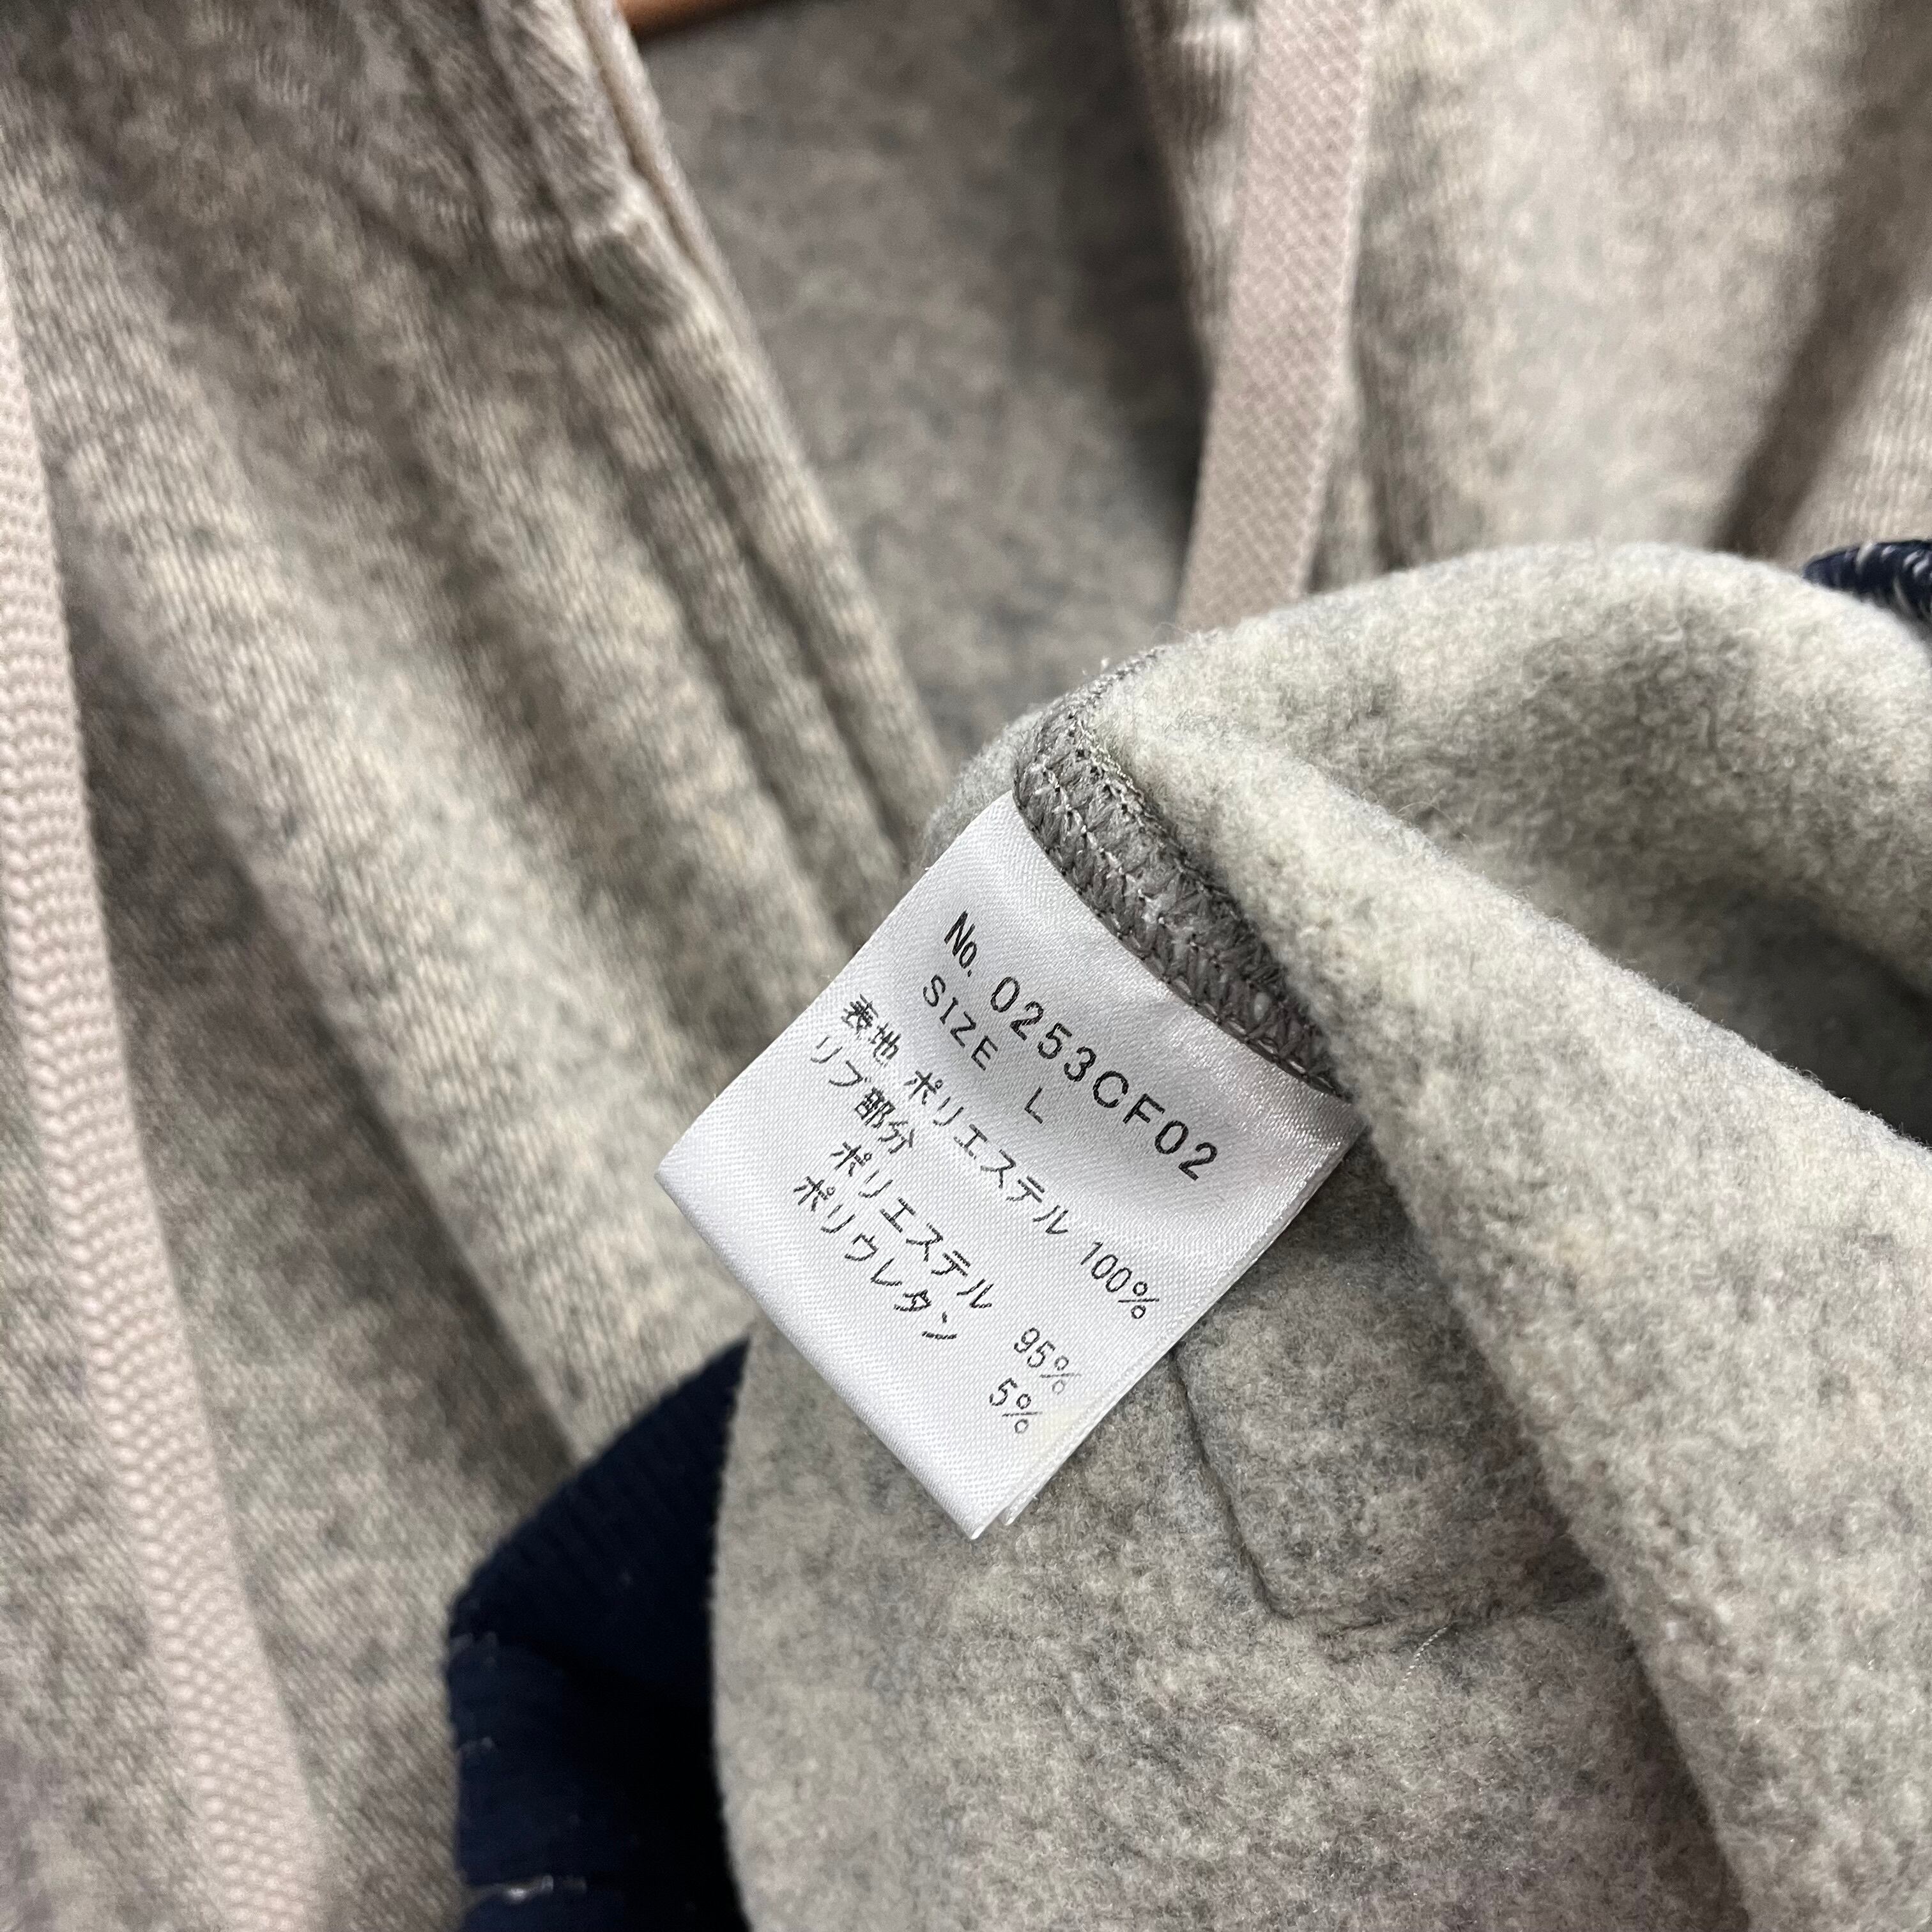 No. 0253CF02
SIZE L
表地 ポリエステル 100%
リブ部分
ポリエステル 95%
ポリウレタン 5%